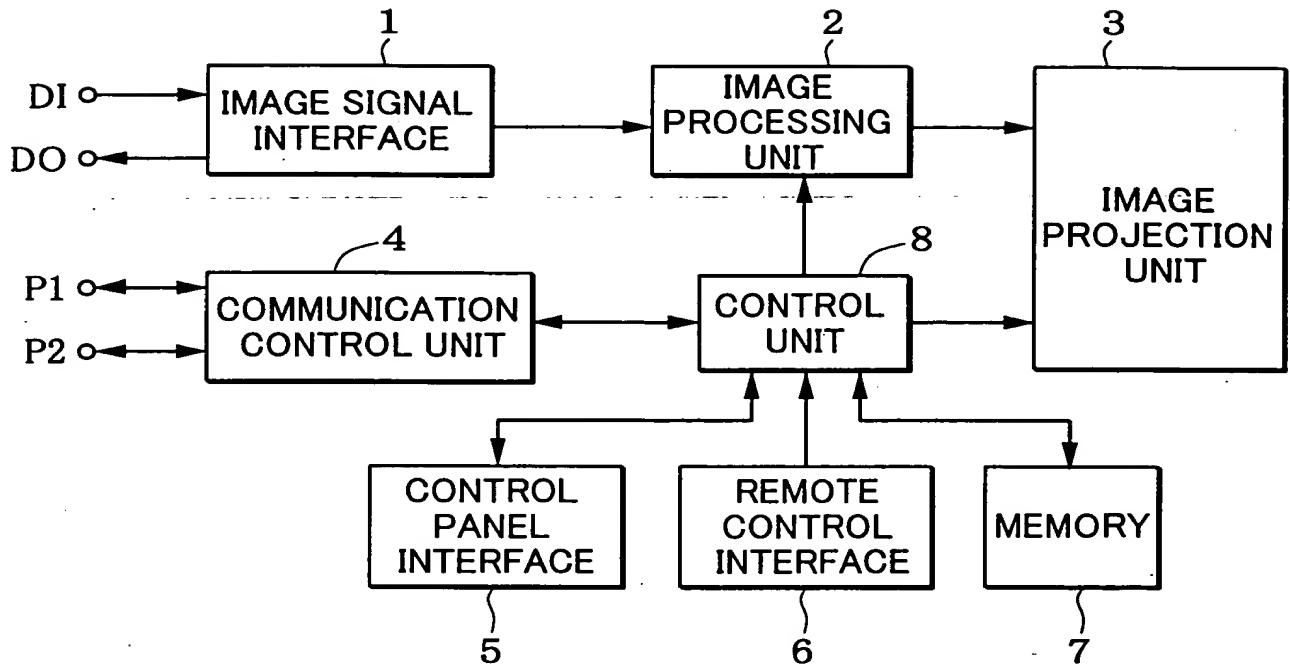 1
2
3
DI
DO
IMAGE SIGNAL
INTERFACE
IMAGE
PROCESSING
UNIT
IMAGE
PROJECTION
UNIT
4
8
P1
P2
COMMUNICATION
CONTROL UNIT
CONTROL
UNIT
CONTROL
PANEL
INTERFACE
REMOTE
CONTROL
INTERFACE
MEMORY
5
6
7